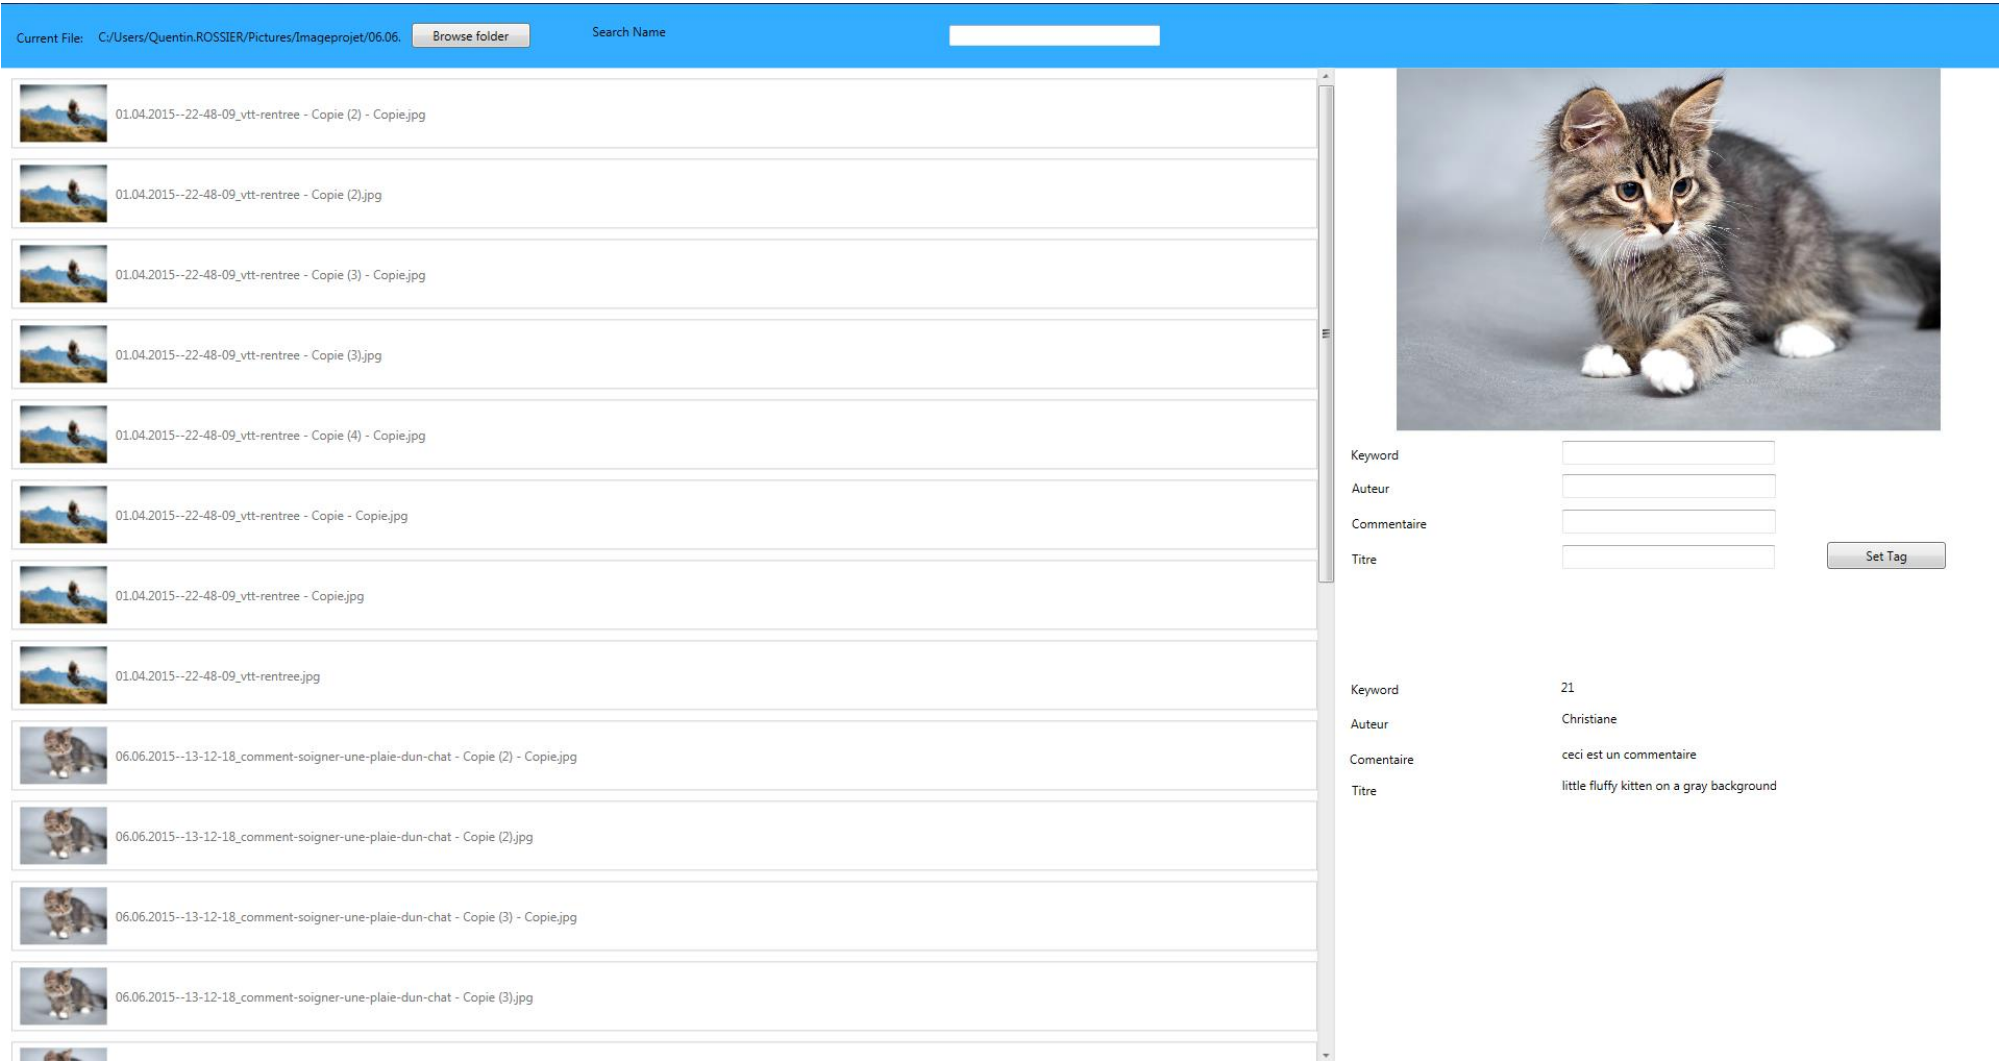 Current File: C:/Users/Quentin.ROSSIER/Pictures/Imageprojet/06.06. Browse folder Search Name
01.04.2015--22-48-09_vtt-rentree - Copie (2) - Copie.jpg
01.04.2015--22-48-09_vtt-rentree - Copie (2).jpg
01.04.2015--22-48-09_vtt-rentree - Copie (3) - Copie.jpg
01.04.2015--22-48-09_vtt-rentree - Copie (3).jpg
01.04.2015--22-48-09_vtt-rentree - Copie (4) - Copie.jpg
01.04.2015--22-48-09_vtt-rentree - Copie - Copie.jpg
01.04.2015--22-48-09_vtt-rentree - Copie.jpg
01.04.2015--22-48-09_vtt-rentree.jpg
06.06.2015--13-12-18_comment-soigner-une-plaie-dun-chat - Copie (2) - Copie.jpg
06.06.2015--13-12-18_comment-soigner-une-plaie-dun-chat - Copie (2).jpg
06.06.2015--13-12-18_comment-soigner-une-plaie-dun-chat - Copie (3) - Copie.jpg
06.06.2015--13-12-18_comment-soigner-une-plaie-dun-chat - Copie (3).jpg
Keyword
Auteur
Commentaire
Titre Set Tag
Keyword 21
Auteur Christiane
Comentaire ceci est un commentaire
Titre little fluffy kitten on a gray background